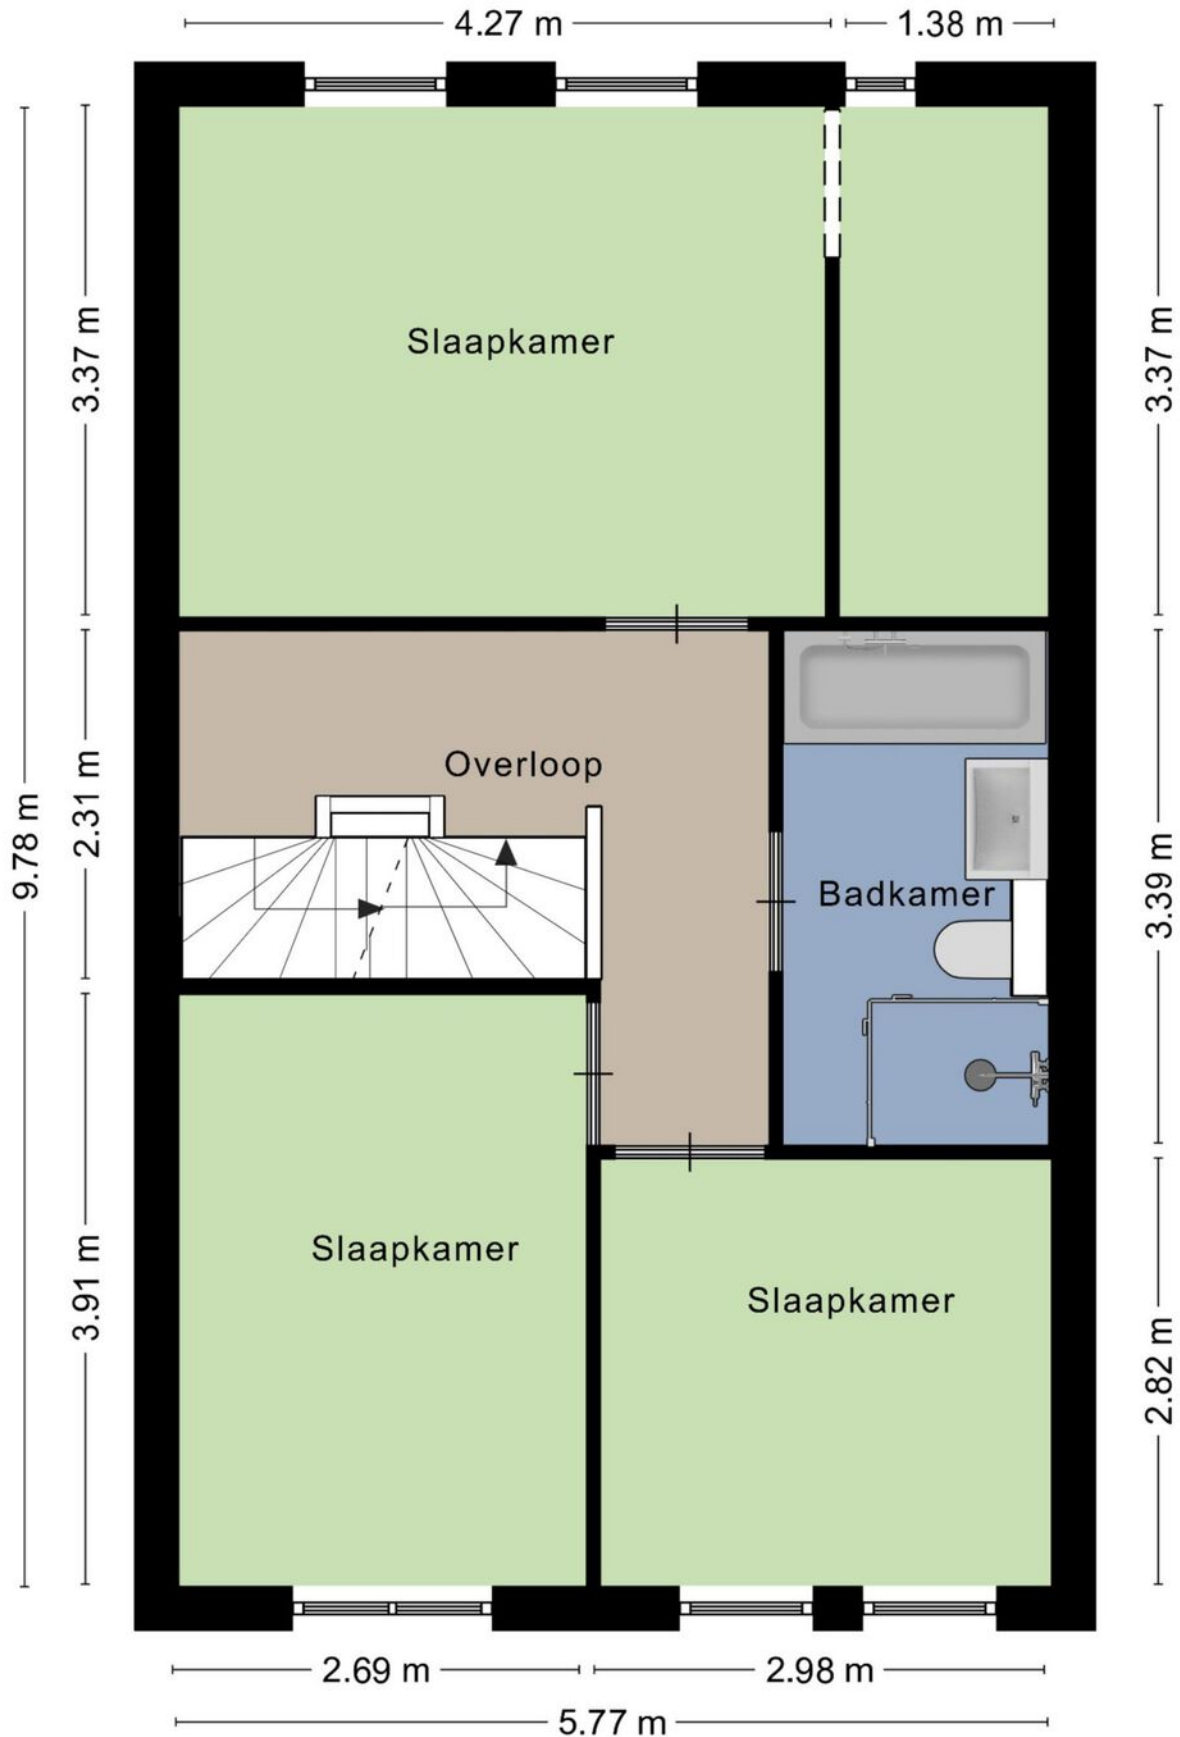 4.27 m
1.38 m
3.37 m
3.37 m
Slaapkamer
9.78 m
2.31 m
Overloop
Badkamer
3.39 m
3.91 m
Slaapkamer
Slaapkamer
2.82 m
2.69 m
2.98 m
5.77 m